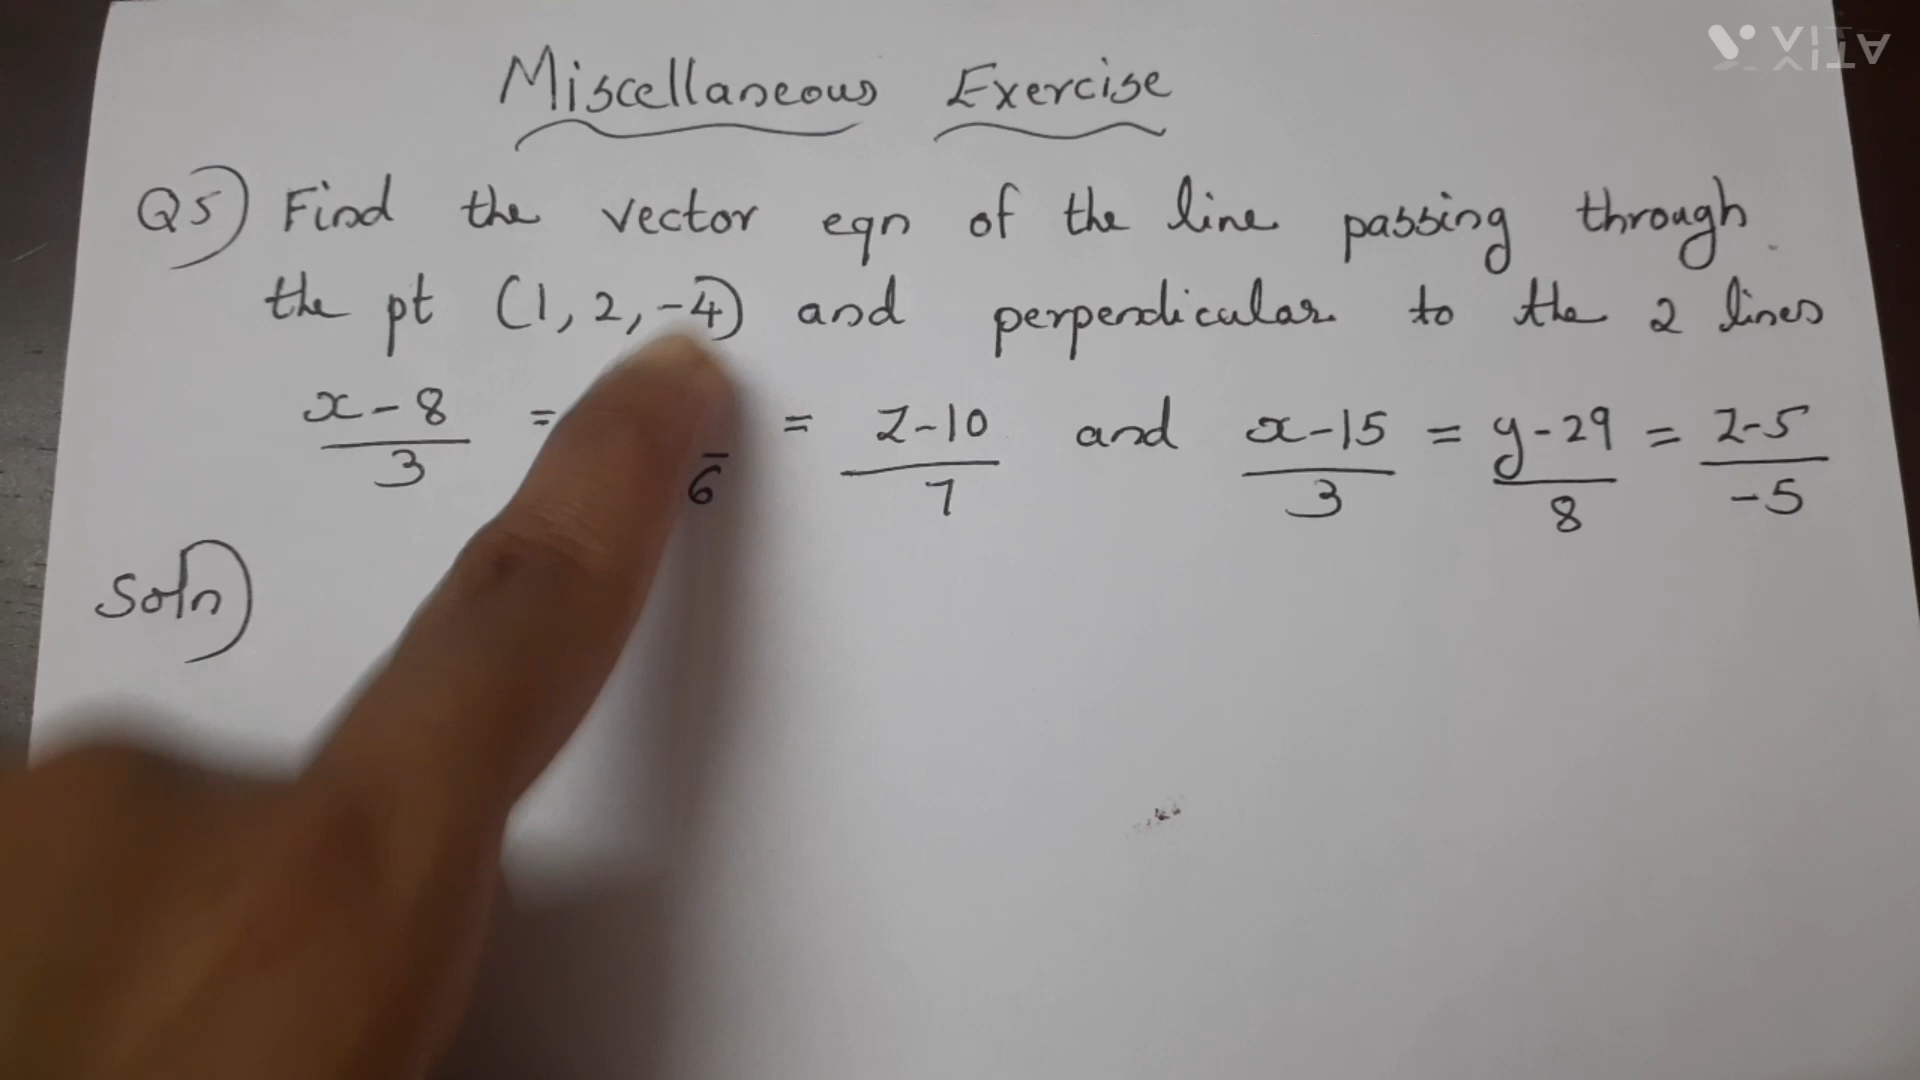 VITA
Miscellaneous Exercise
Q5) Find the vector eqn of the line passing through
the pt (1, 2, -4) and perpendicular to the 2 lines
x-8 = = z-10 and x-15 = y-29 = z-5
3 6 7 3 8 -5
Soln)